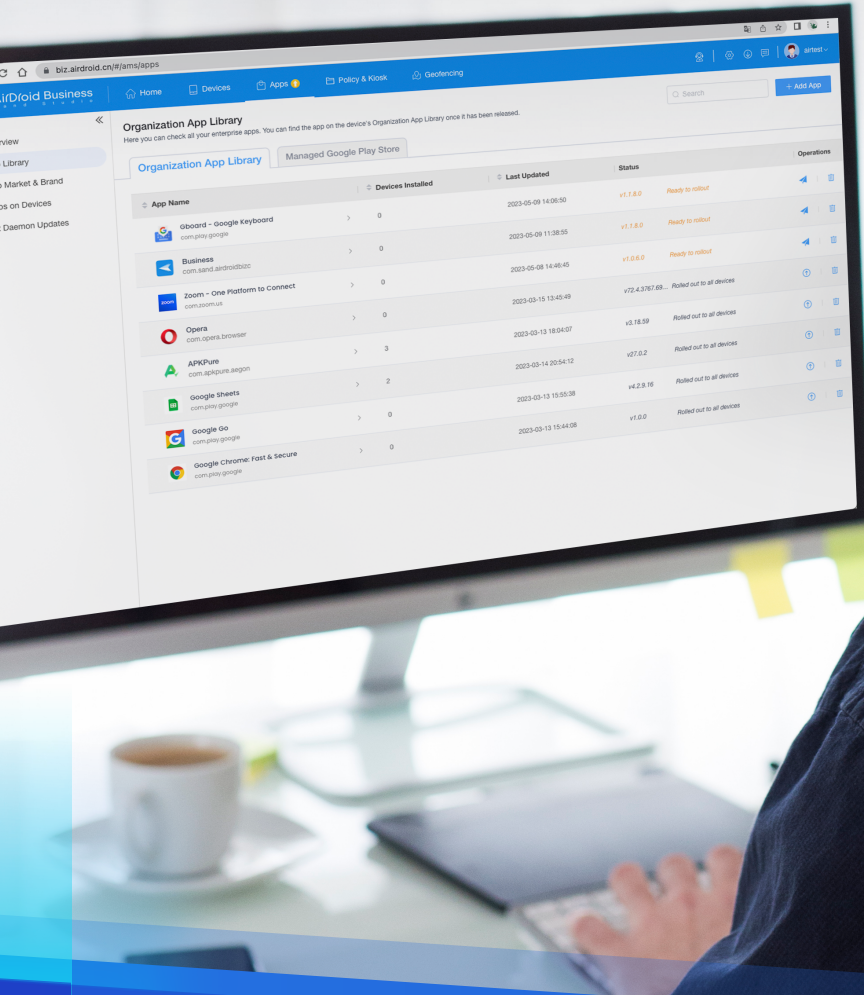 biz.airdroid.cn/#/jams/apps
AirDroid Business
Home
Devices
Apps
Policy & Kiosk
Geofencing
airtest
Library
Market & Brand
s on Devices
Daemon Updates
Organization App Library
Here you can check all your enterprise apps. You can find the app on the device's Organization App Library once it has been released.
Search
+ Add App
Organization App Library
Managed Google Play Store
App Name
Devices Installed
Last Updated
Status
Operations
Gboard - Google Keyboard
com.play.google
0
2023-05-09 14:06:50
v1.1.8.0
Ready to rollout
Business
com.sand.airdroidbizc
0
2023-05-09 11:38:55
v1.1.8.0
Ready to rollout
Zoom - One Platform to Connect
com.zoom.us
0
2023-05-08 14:46:45
v1.0.6.0
Ready to rollout
Opera
com.opera.browser
0
2023-03-15 13:45:49
v72.4.3767.69...
Rolled out to all devices
APKPure
com.apkpure.aegon
3
2023-03-13 18:04:07
v3.18.59
Rolled out to all devices
Google Sheets
com.play.google
2
2023-03-14 20:54:12
v27.0.2
Rolled out to all devices
Google Go
com.play.google
0
2023-03-13 15:55:38
v4.2.9.16
Rolled out to all devices
Google Chrome: Fast & Secure
com.play.google
0
2023-03-13 15:44:08
v1.0.0
Rolled out to all devices